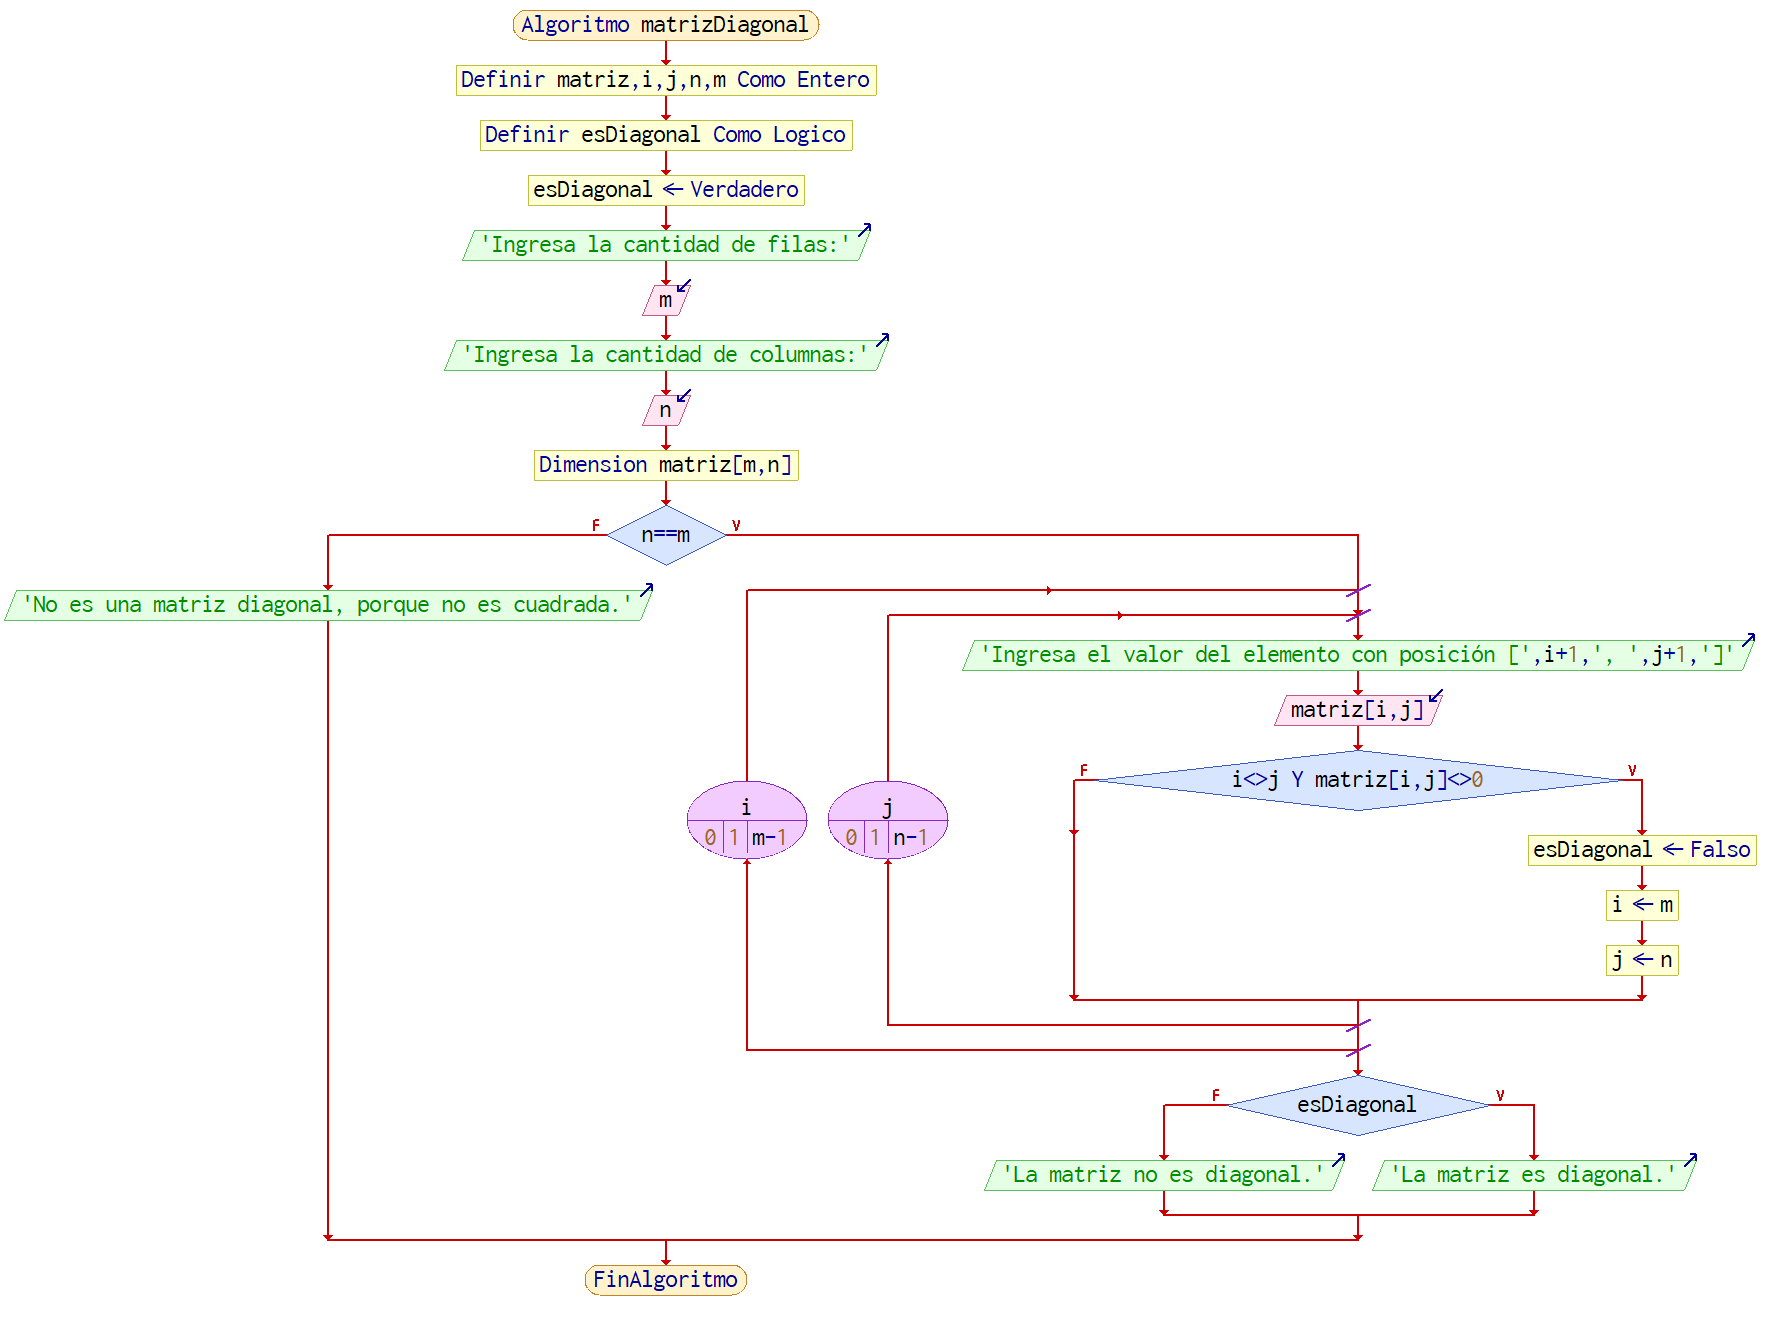 Algoritmo matrizDiagonal
Definir matriz,i,j,n,m Como Entero
Definir esDiagonal Como Logico
esDiagonal ← Verdadero
'Ingresa la cantidad de filas:'
m
'Ingresa la cantidad de columnas:'
n
Dimension matriz[m,n]
F
n==m
V
'No es una matriz diagonal, porque no es cuadrada.'
'Ingresa el valor del elemento con posición [',i+1,', ',j+1,']'
matriz[i,j]
F
i<>j Y matriz[i,j]<>0
V
i
0 1 m-1
j
0 1 n-1
esDiagonal ← Falso
i ← m
j ← n
F
esDiagonal
V
'La matriz no es diagonal.'
'La matriz es diagonal.'
FinAlgoritmo